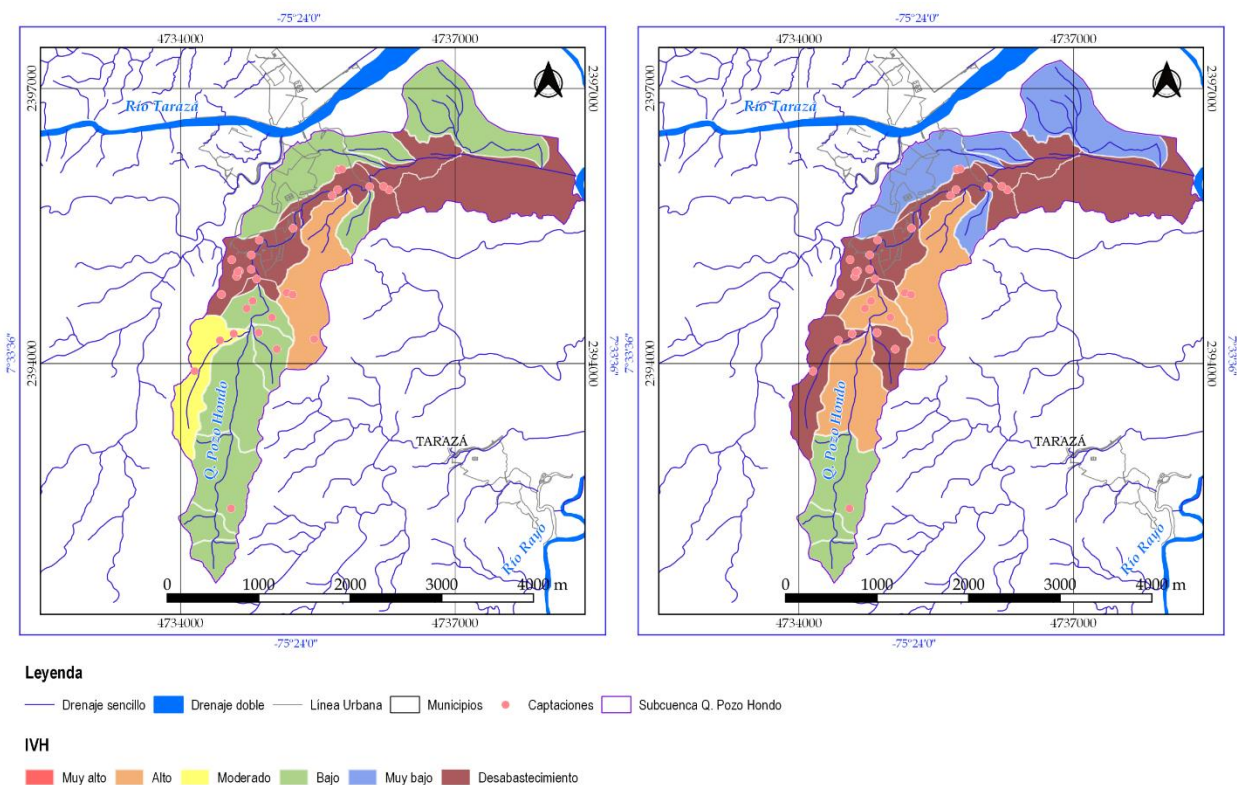 -75°24'0"
-75°24'0"
4734000
4737000
4734000
4737000
2397000
2397000
2397000
2397000
Río Tarazá
Río Tarazá
7°33'36"
2394000
2394000
7°33'36"
7°33'36"
2394000
2394000
7°33'36"
Q. Pozo Hondo
Q. Pozo Hondo
TARAZÁ
TARAZÁ
Río Rayo
Río Rayo
0 1000 2000 3000 4000 m
0 1000 2000 3000 4000 m
4734000
4737000
4734000
4737000
-75°24'0"
-75°24'0"
Leyenda
Drenaje sencillo Drenaje doble Línea Urbana Municipios Captaciones Subcuenca Q. Pozo Hondo
IVH
Muy alto Alto Moderado Bajo Muy bajo Desabastecimiento